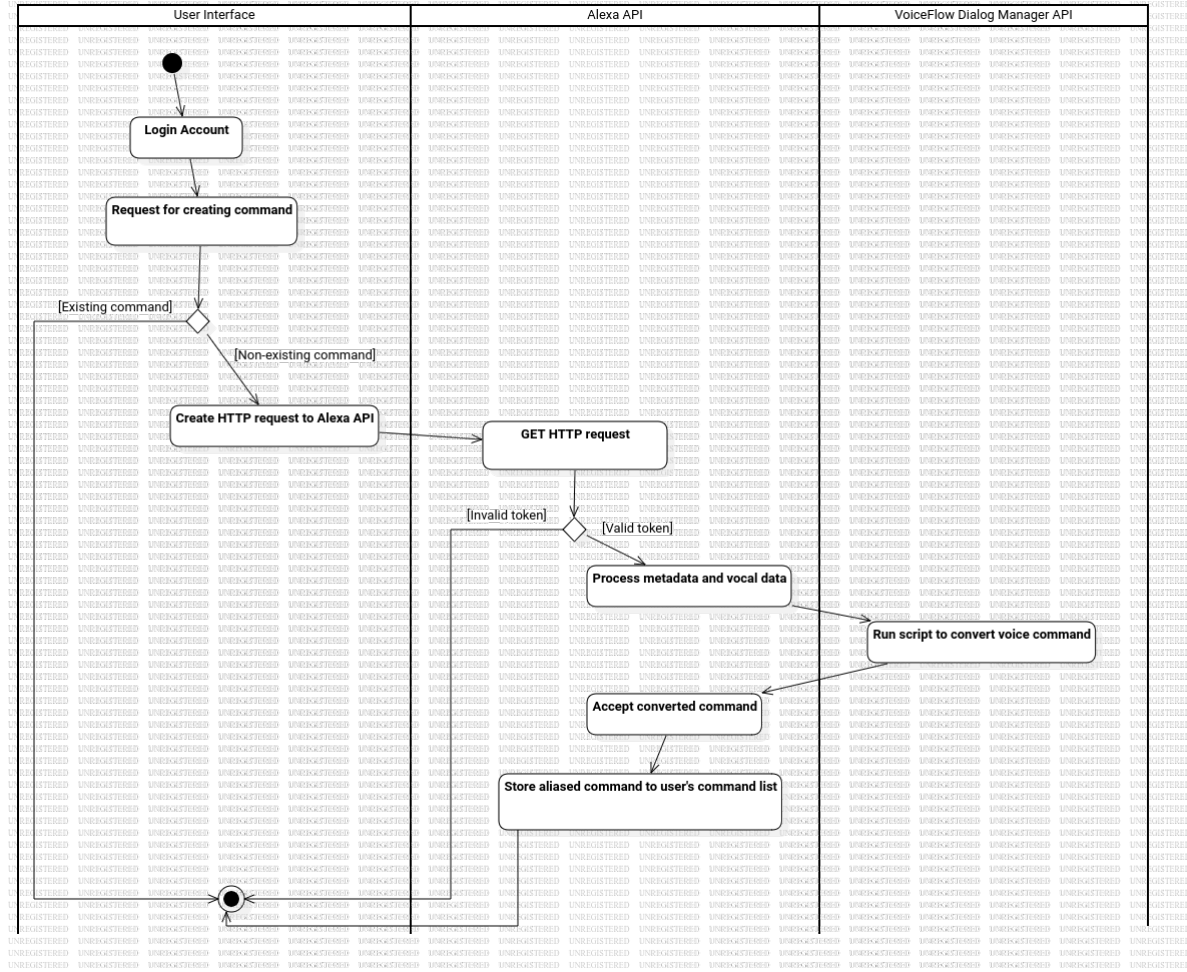 User Interface
Alexa API
VoiceFlow Dialog Manager API
Login Account
Request for creating command
[Existing command]
[Non-existing command]
Create HTTP request to Alexa API
GET HTTP request
[Invalid token]
[Valid token]
Process metadata and vocal data
Run script to convert voice command
Accept converted command
Store aliased command to user's command list
UNREGISTERED